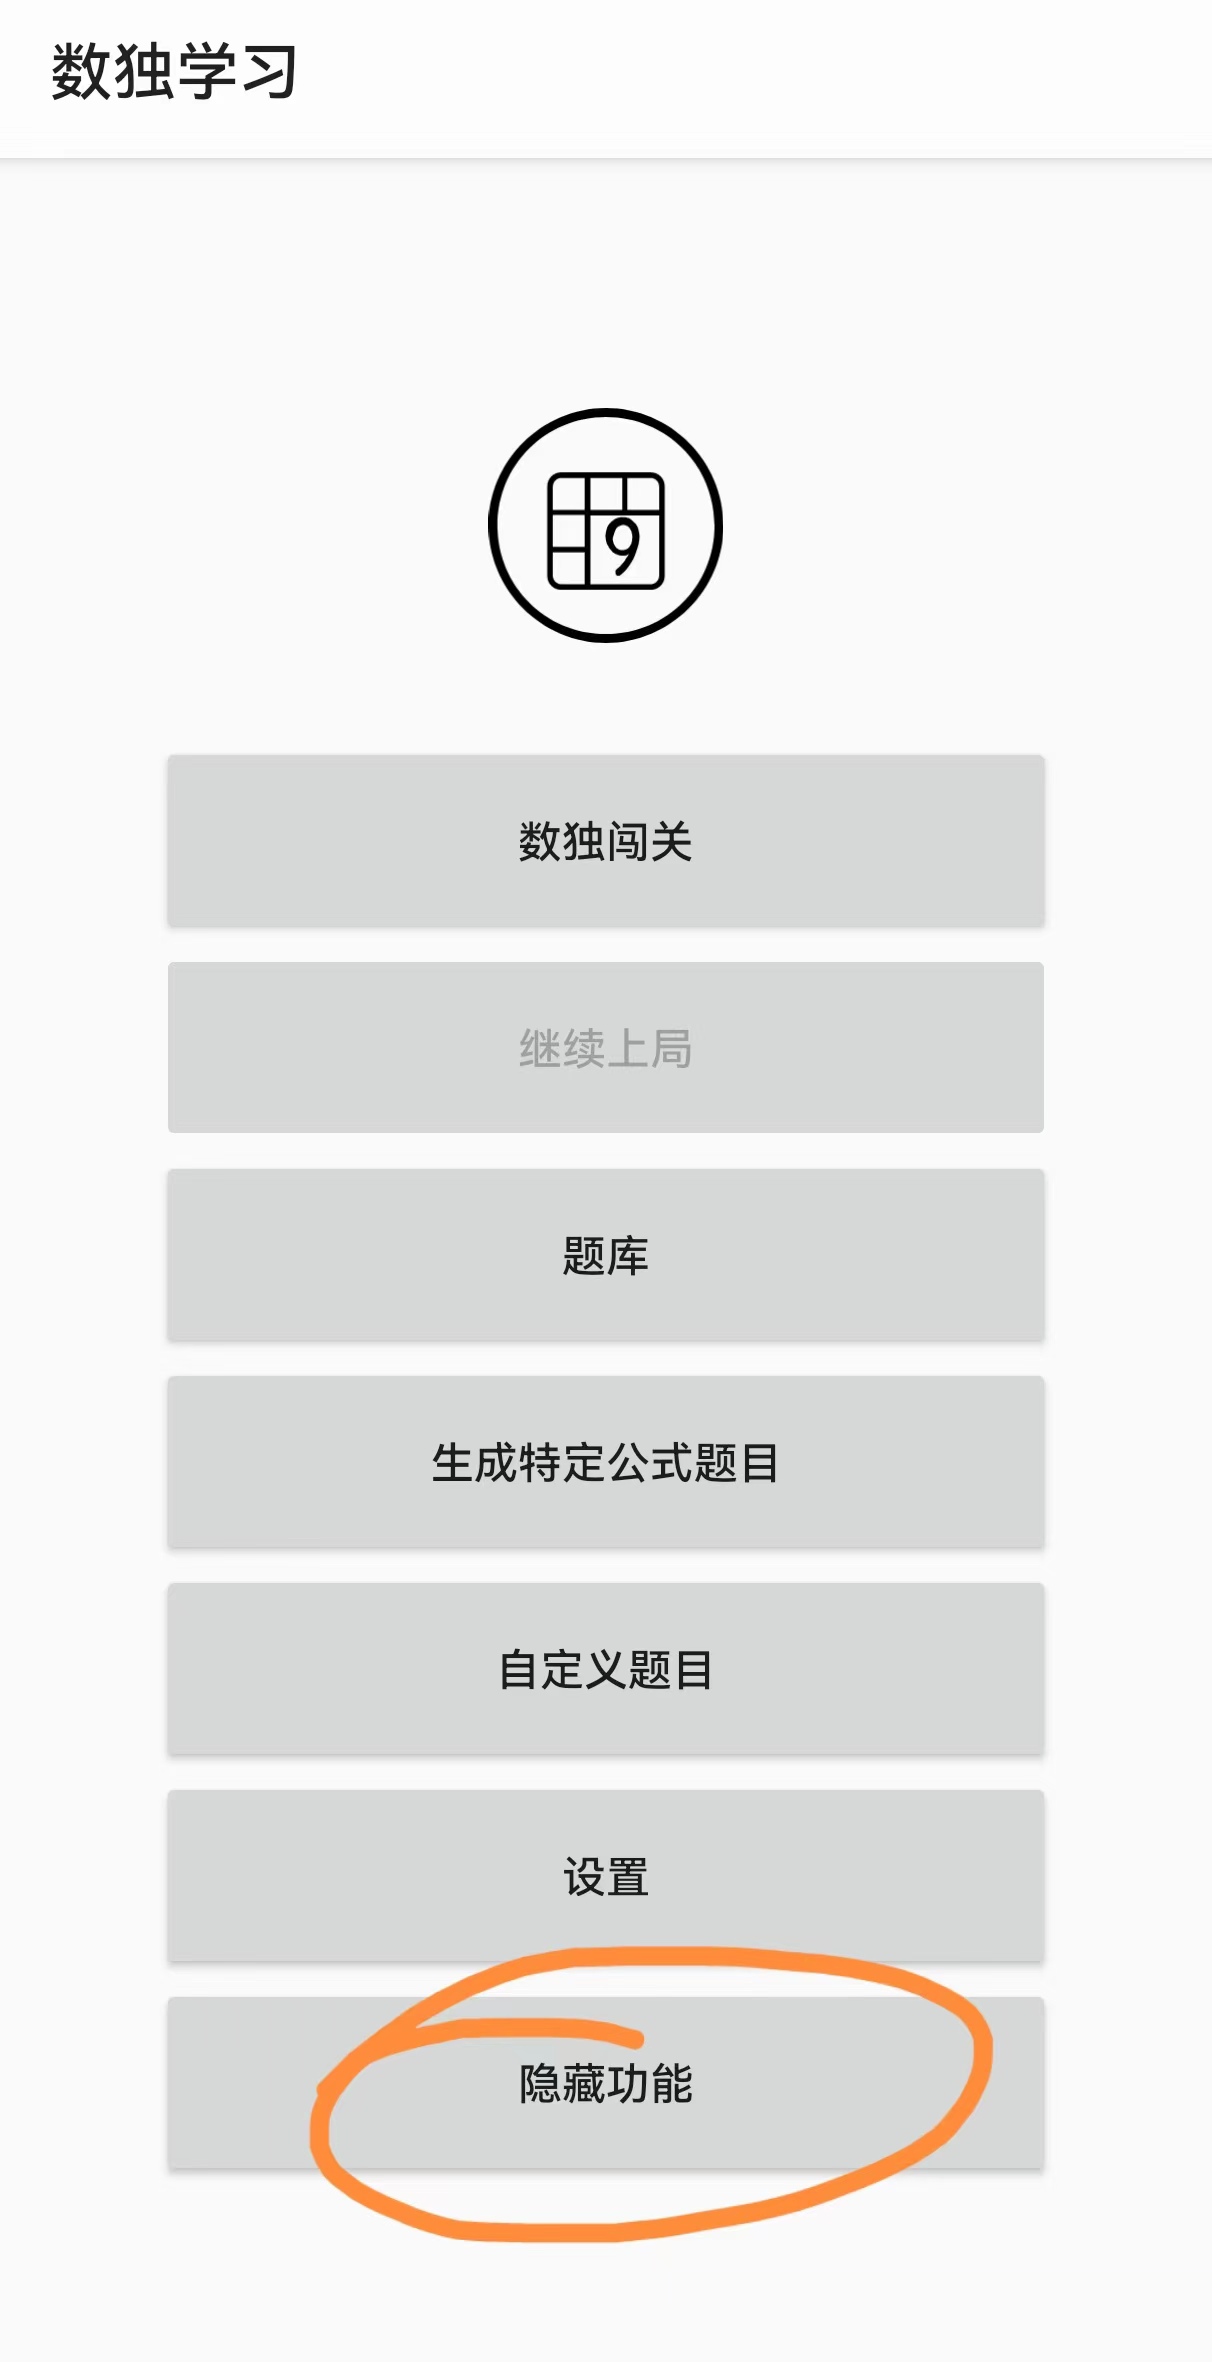 数独学习
9
数独闯关
继续上局
题库
生成特定公式题目
自定义题目
设置
隐藏功能